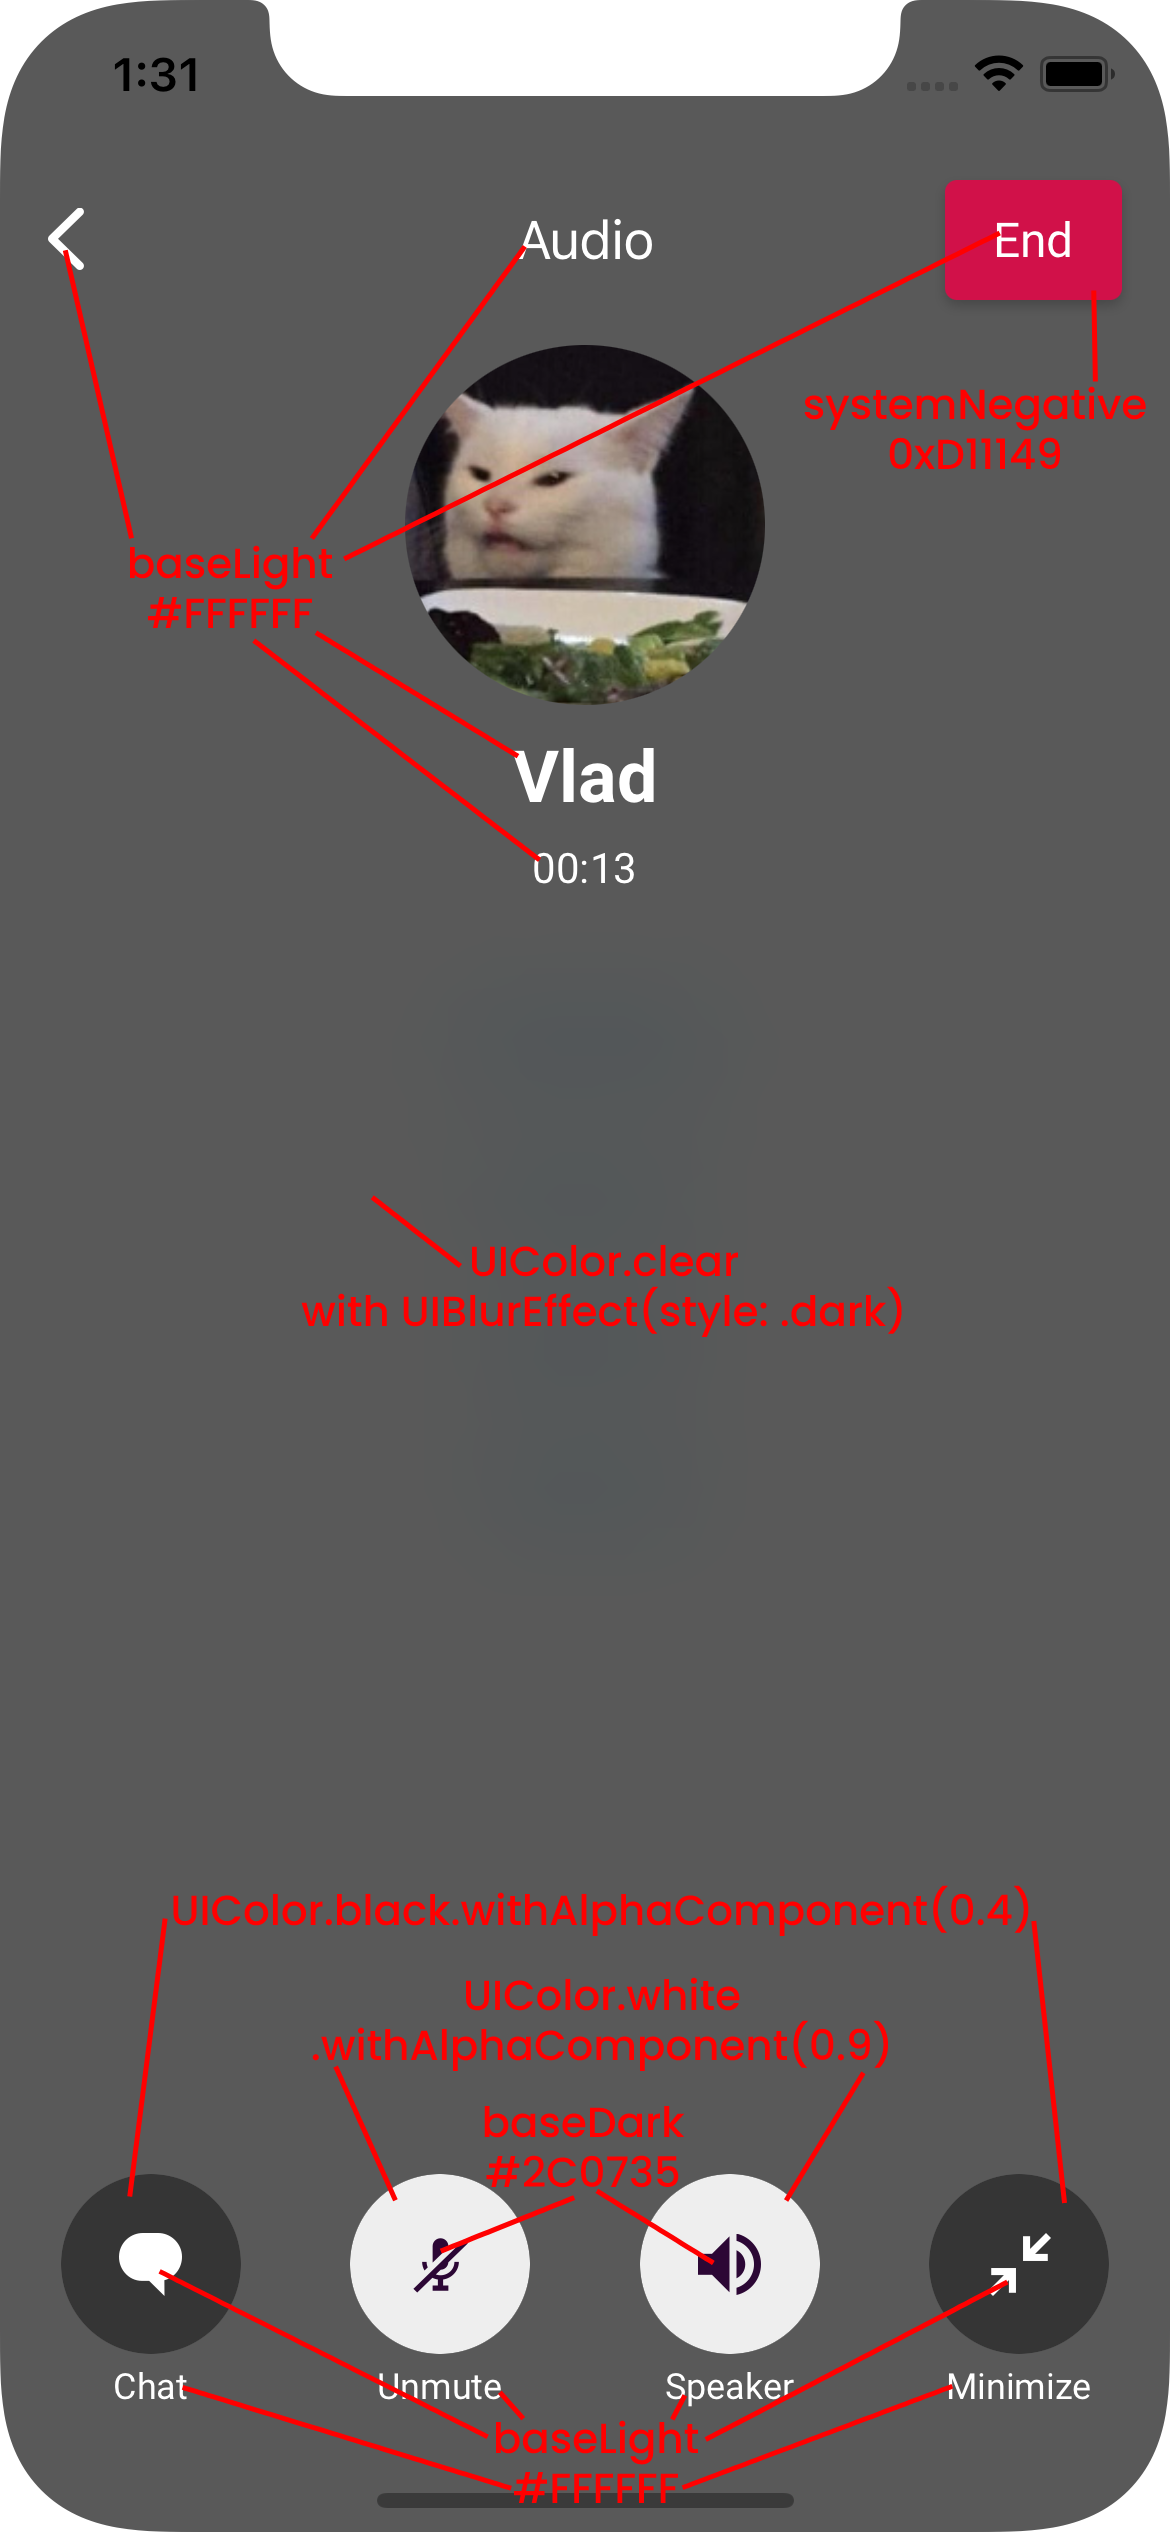 1:31
Audio
End
systemNegative
0xD11149
baseLight
#FFFFFF
Vlad
00:13
UIColor.clear
with UIBlurEffect(style: .dark)
UIColor.black.withAlphaComponent(0.4)
UIColor.white
.withAlphaComponent(0.9)
baseDark
#2C0735
Chat
Unmute
Speaker
Minimize
baseLight
#FFFFFF